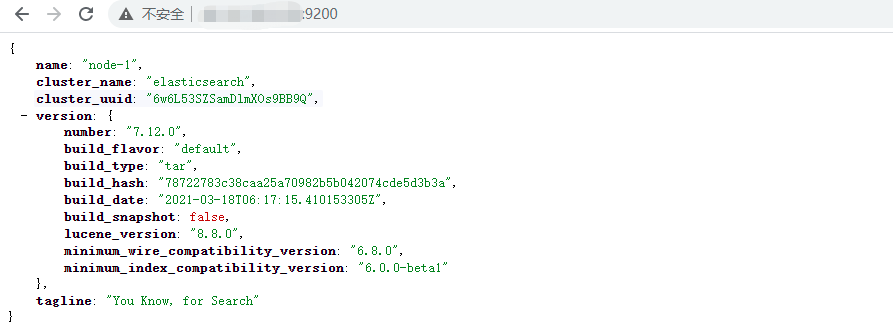 不安全 :9200
{
name: "node-1",
cluster_name: "elasticsearch",
cluster_uuid: "6w6L53SZSamDlmXOs9BB9Q",
- version: {
number: "7.12.0",
build_flavor: "default",
build_type: "tar",
build_hash: "78722783c38caa25a70982b5b042074cde5d3b3a",
build_date: "2021-03-18T06:17:15.410153305Z",
build_snapshot: false,
lucene_version: "8.8.0",
minimum_wire_compatibility_version: "6.8.0",
minimum_index_compatibility_version: "6.0.0-beta1"
},
tagline: "You Know, for Search"
}